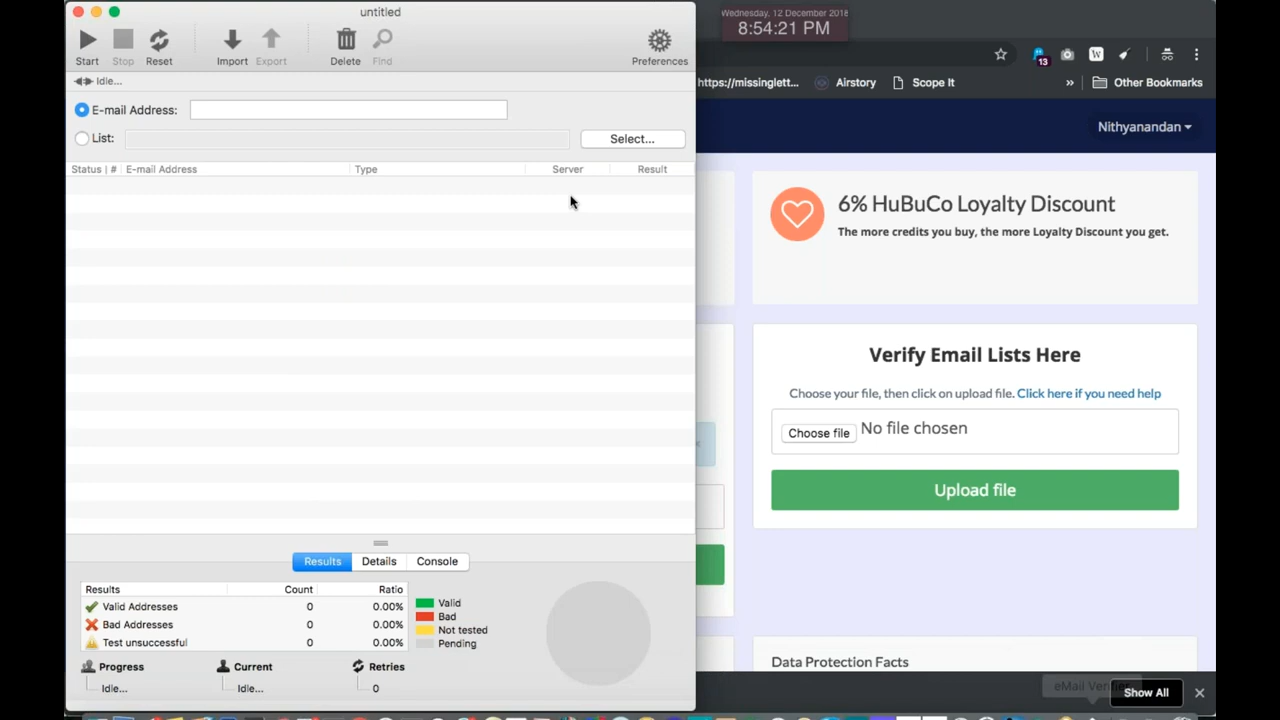 untitled
Start Stop Reset Import Export Delete Find Preferences
Idle...
E-mail Address:
List: Select...
Status | # E-mail Address Type Server Result
Results Details Console
Results Count Ratio
Valid Addresses 0 0.00%
Bad Addresses 0 0.00%
Test unsuccessful 0 0.00%
Valid
Bad
Not tested
Pending
Progress Current Retries
Idle... Idle... 0
Wednesday, 12 December 2018
8:54:21 PM
13 W
https://missinglett... Airstory Scope It » Other Bookmarks
Nithyanandan
6% HuBuCo Loyalty Discount
The more credits you buy, the more Loyalty Discount you get.
Verify Email Lists Here
Choose your file, then click on upload file. Click here if you need help
Choose file No file chosen
Upload file
Data Protection Facts
eMail Verifier
Show All